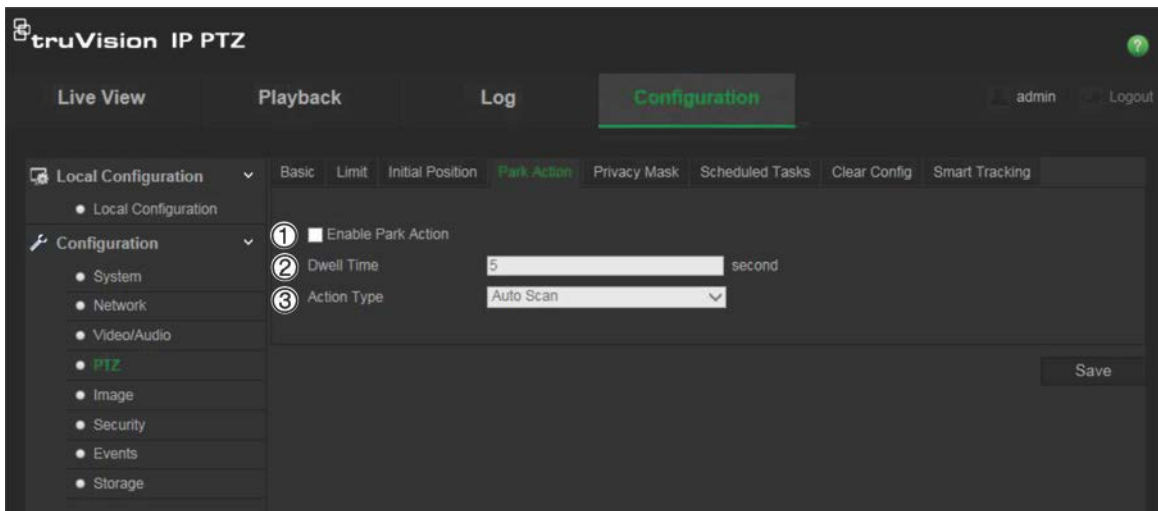 truVision IP PTZ
?
Live View Playback Log Configuration admin Logout
Local Configuration
Local Configuration
Configuration
System
Network
Video/Audio
PTZ
Image
Security
Events
Storage
Basic Limit Initial Position Park Action Privacy Mask Scheduled Tasks Clear Config Smart Tracking
① Enable Park Action
② Dwell Time 5 second
③ Action Type Auto Scan
Save